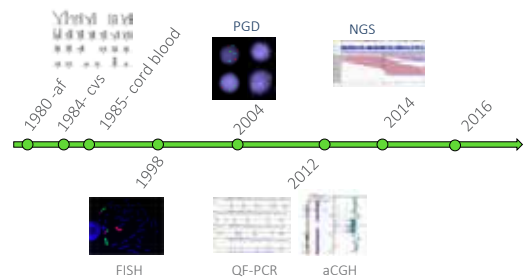 PGD
NGS
1980 -af
1984- cvs
1985- cord blood
2004
2014
2016
1998
2012
FISH
QF-PCR
aCGH